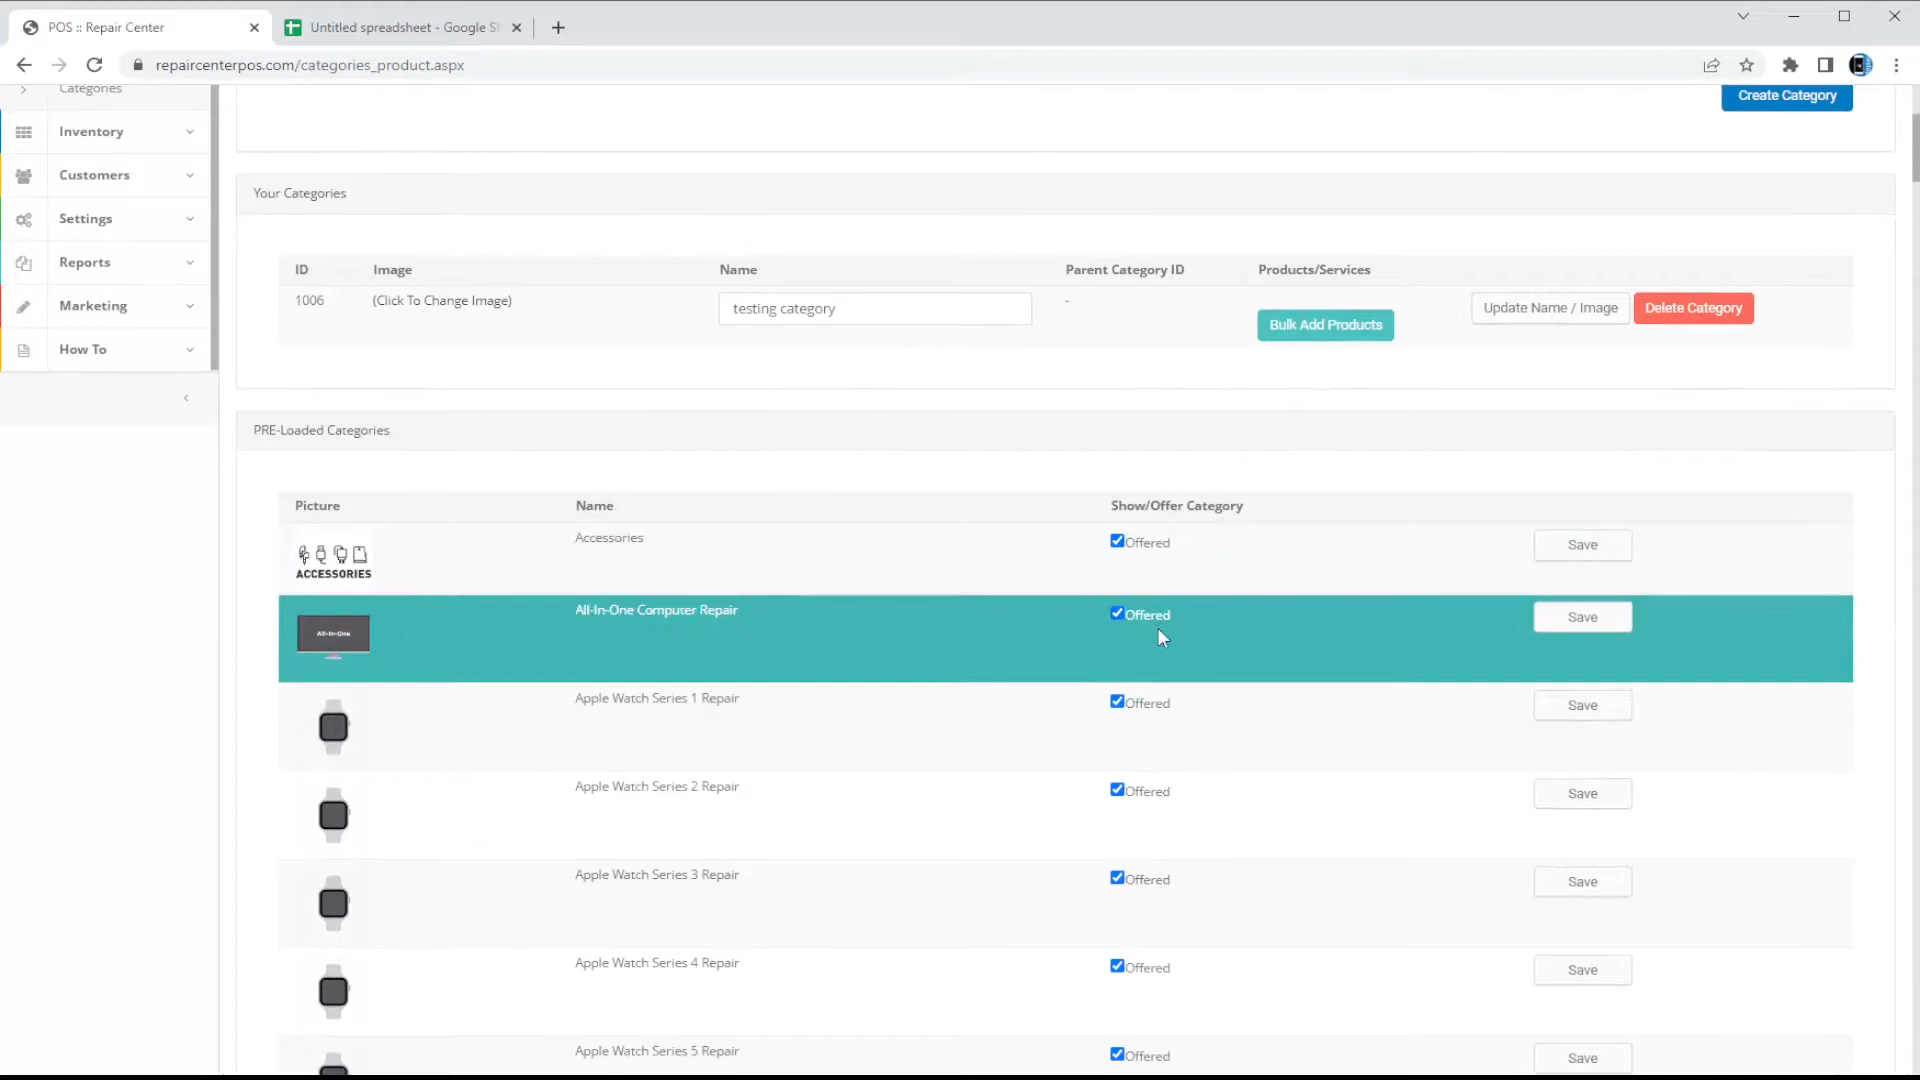 POS :: Repair Center
Untitled spreadsheet - Google Sh
repaircenterpos.com/categories_product.aspx
Categories
Inventory
Customers
Settings
Reports
Marketing
How To
Create Category
Your Categories
ID Image Name Parent Category ID Products/Services
1006 (Click To Change Image) testing category - Bulk Add Products Update Name / Image Delete Category
PRE-Loaded Categories
Picture Name Show/Offer Category
ACCESSORIES Accessories Offered Save
All-In-One All-In-One Computer Repair Offered Save
Apple Watch Series 1 Repair Offered Save
Apple Watch Series 2 Repair Offered Save
Apple Watch Series 3 Repair Offered Save
Apple Watch Series 4 Repair Offered Save
Apple Watch Series 5 Repair Offered Save